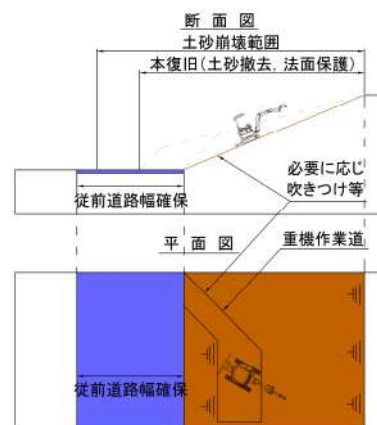 断面図
土砂崩壊範囲
本復旧(土砂撤去．法面保護)
必要に応じ
吹きつけ等
従前道路幅確保
平面図
重機作業道
従前道路幅確保